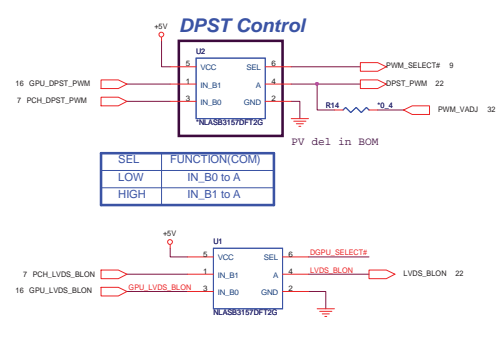 DPST Control
+5V
U2
5 VCC SEL 6 PWM_SELECT# 9
16 GPU_DPST_PWM 1 IN_B1 A 4 DPST_PWM 22
7 PCH_DPST_PWM 3 IN_B0 GND 2
*NLASB3157DFT2G
R14 *0_4 PWM_VADJ 32
PV del in BOM
SEL FUNCTION(COM)
LOW IN_B0 to A
HIGH IN_B1 to A
+5V
U1
5 VCC SEL 6 DGPU_SELECT#
7 PCH_LVDS_BLON 1 IN_B1 A 4 LVDS_BLON LVDS_BLON 22
16 GPU_LVDS_BLON GPU_LVDS_BLON 3 IN_B0 GND 2
NLASB3157DFT2G